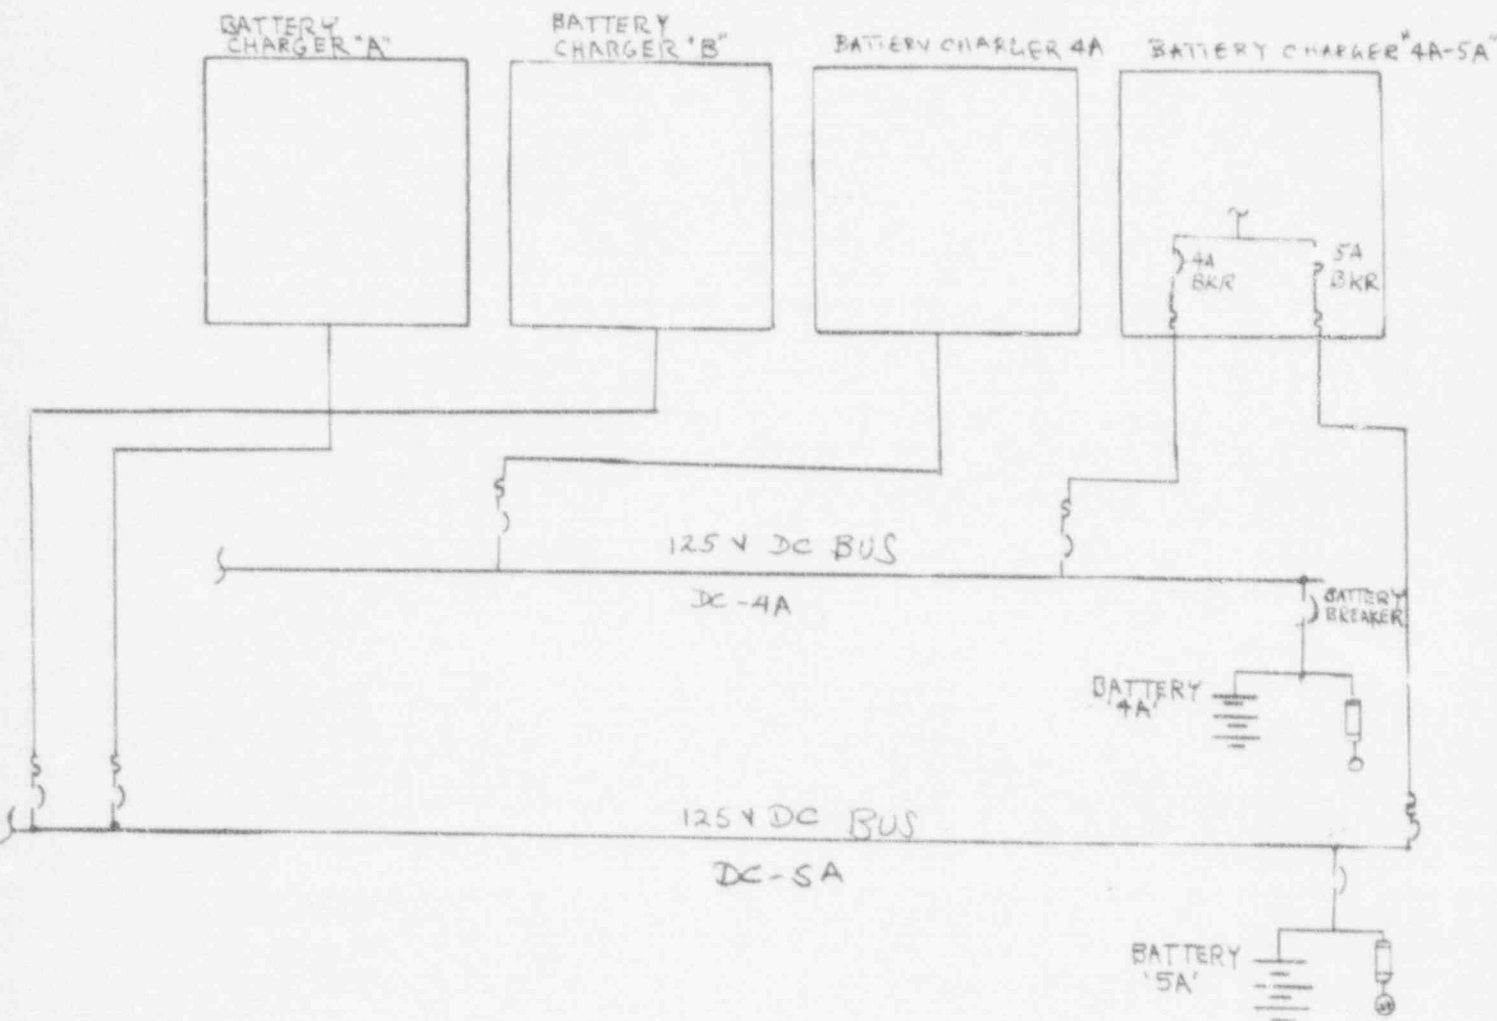 BATTERY
CHARGER "A"
BATTERY
CHARGER "B"
BATTERY CHARGER 4A
BATTERY CHARGER "4A-5A"
4A
BKR
5A
BKR
125 V DC BUS
DC-4A
BATTERY
BREAKER
BATTERY
'4A'
125 V DC BUS
DC-5A
BATTERY
'5A'